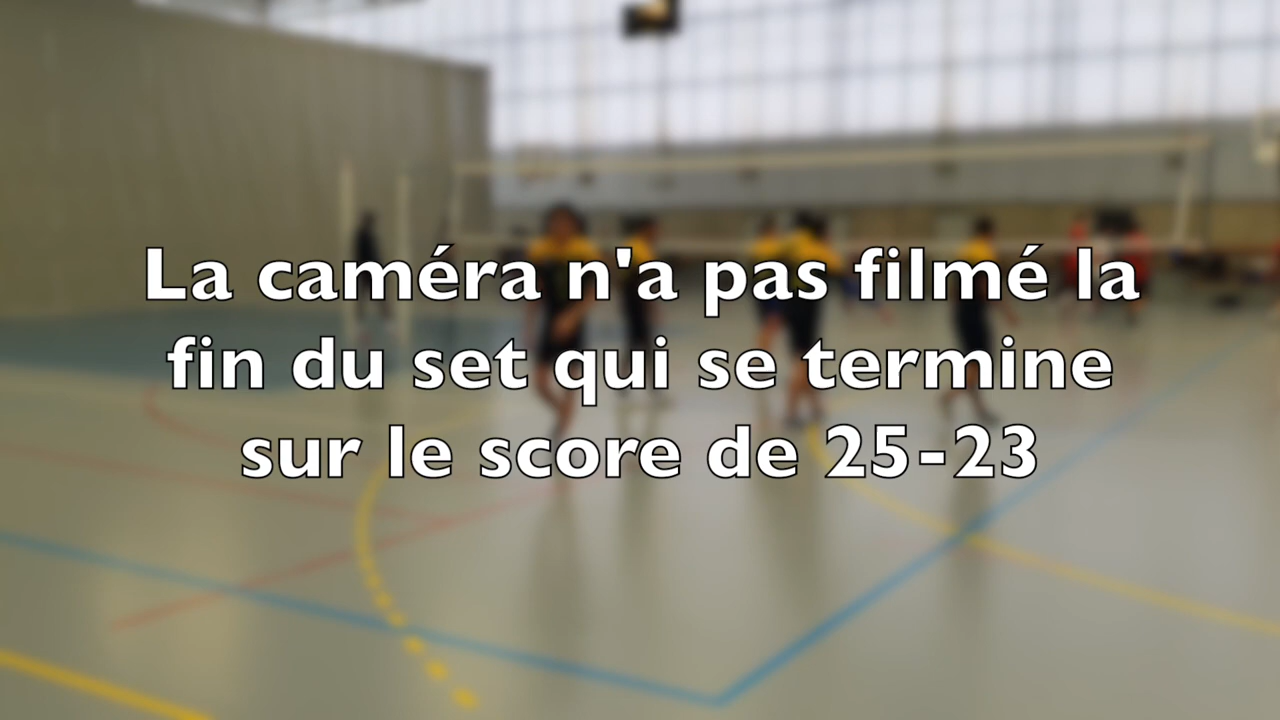 La caméra n'a pas filmé la
fin du set qui se termine
sur le score de 25-23